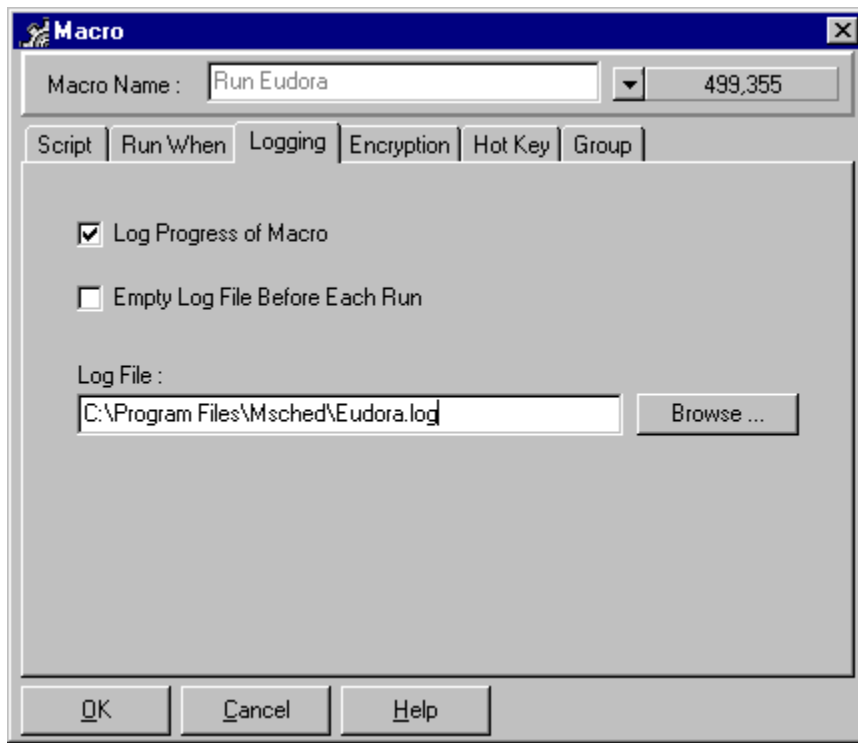 Macro
Macro Name : Run Eudora 499,355
Script Run When Logging Encryption Hot Key Group
Log Progress of Macro
Empty Log File Before Each Run
Log File :
C:\Program Files\Msched\Eudora.log Browse ...
OK Cancel Help